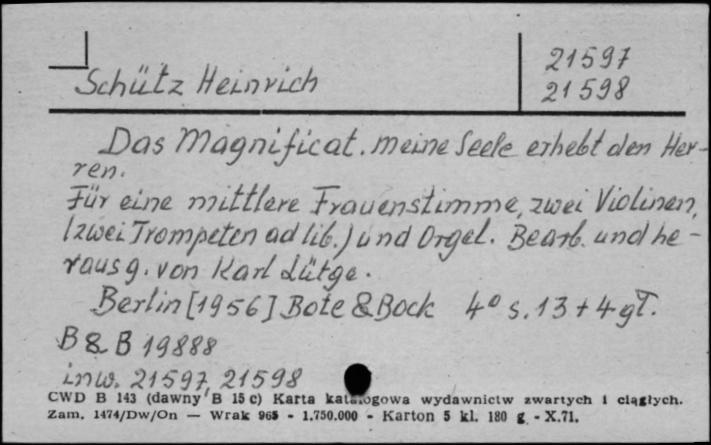 Schütz Heinrich
21597
21598
Das Magnificat. Meine Seele erhebt den Her-
ren.
Für eine mittlere Frauenstimme, zwei Violinen,
(zwei Trompeten ad lib.) und Orgel. Bearb. und he-
rausg. von Karl Lütge.
Berlin [1956] Bote & Bock 4° s. 13 + 4 gł.
B & B 19888
inw. 21597, 21598
CWD B 143 (dawny B 15 c) Karta katalogowa wydawnictw zwartych i ciągłych.
Zam. 1474/Dw/On — Wrak 965 - 1.750.000 - Karton 5 kl. 180 g - X.71.